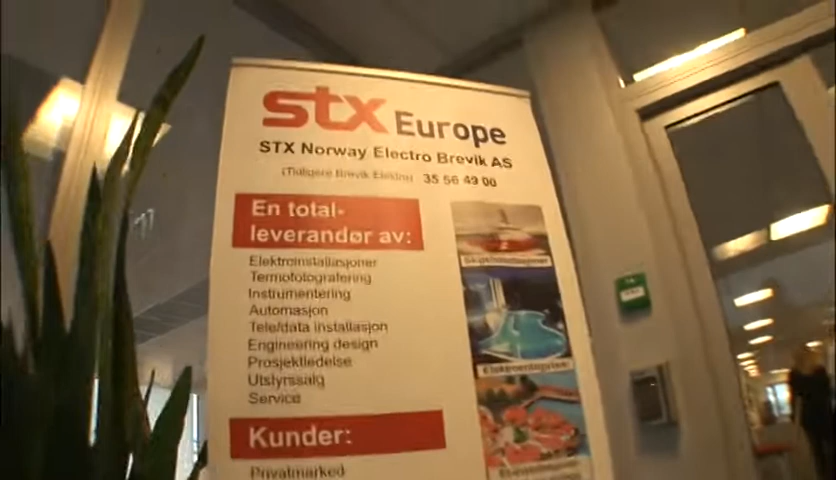 stx Europe
STX Norway Electro Brevik AS
(Tidligere Brevik Elektro) 35 56 49 00
En total-
leverandør av:
Elektroinstallasjoner
Termofotografering
Instrumentering
Automasjon
Tele/data installasjon
Engineering design
Prosjektledelse
Utstyrssalg
Service
Kunder:
Privatmarked